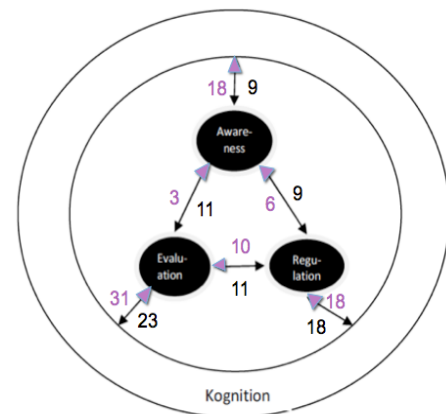 18 9
Aware-
ness
3 11
6 9
Evalu-
ation
10
11
Regu-
lation
31
23
18
18
Kognition